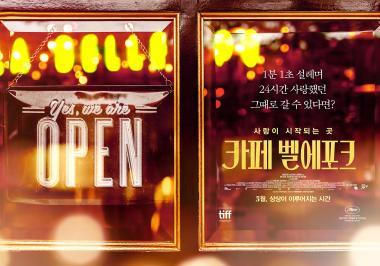 A BELLE
Yes, we are
OPEN
1분 1초 설레며
24시간 사랑했던
그때로 갈 수 있다면?
사랑이 시작되는 곳
카페 벨에포크
5월, 상상이 이루어지는 시간
tiff